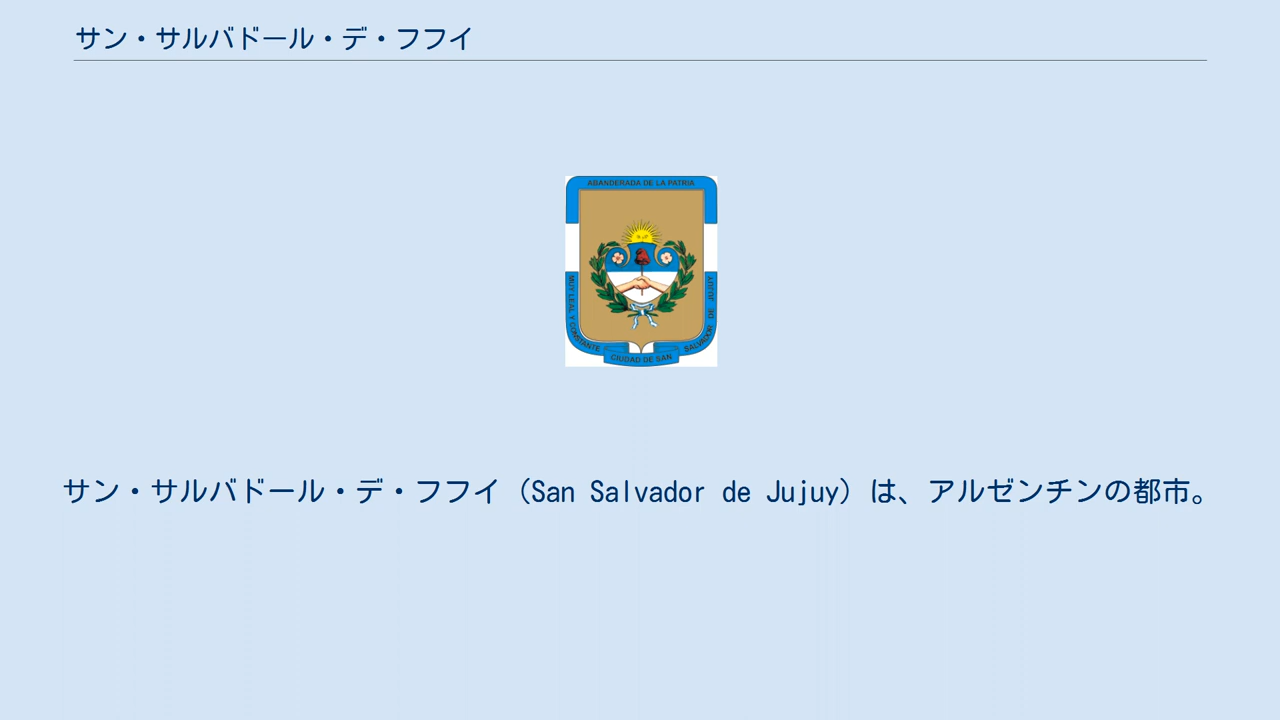 サン・サルバドール・デ・フフイ
ABANDERADA DE LA PATRIA
MUY LEAL Y CONSTANTE
CIUDAD DE SAN
SALVADOR DE JUJUY
サン・サルバドール・デ・フフイ（San Salvador de Jujuy）は、アルゼンチンの都市。